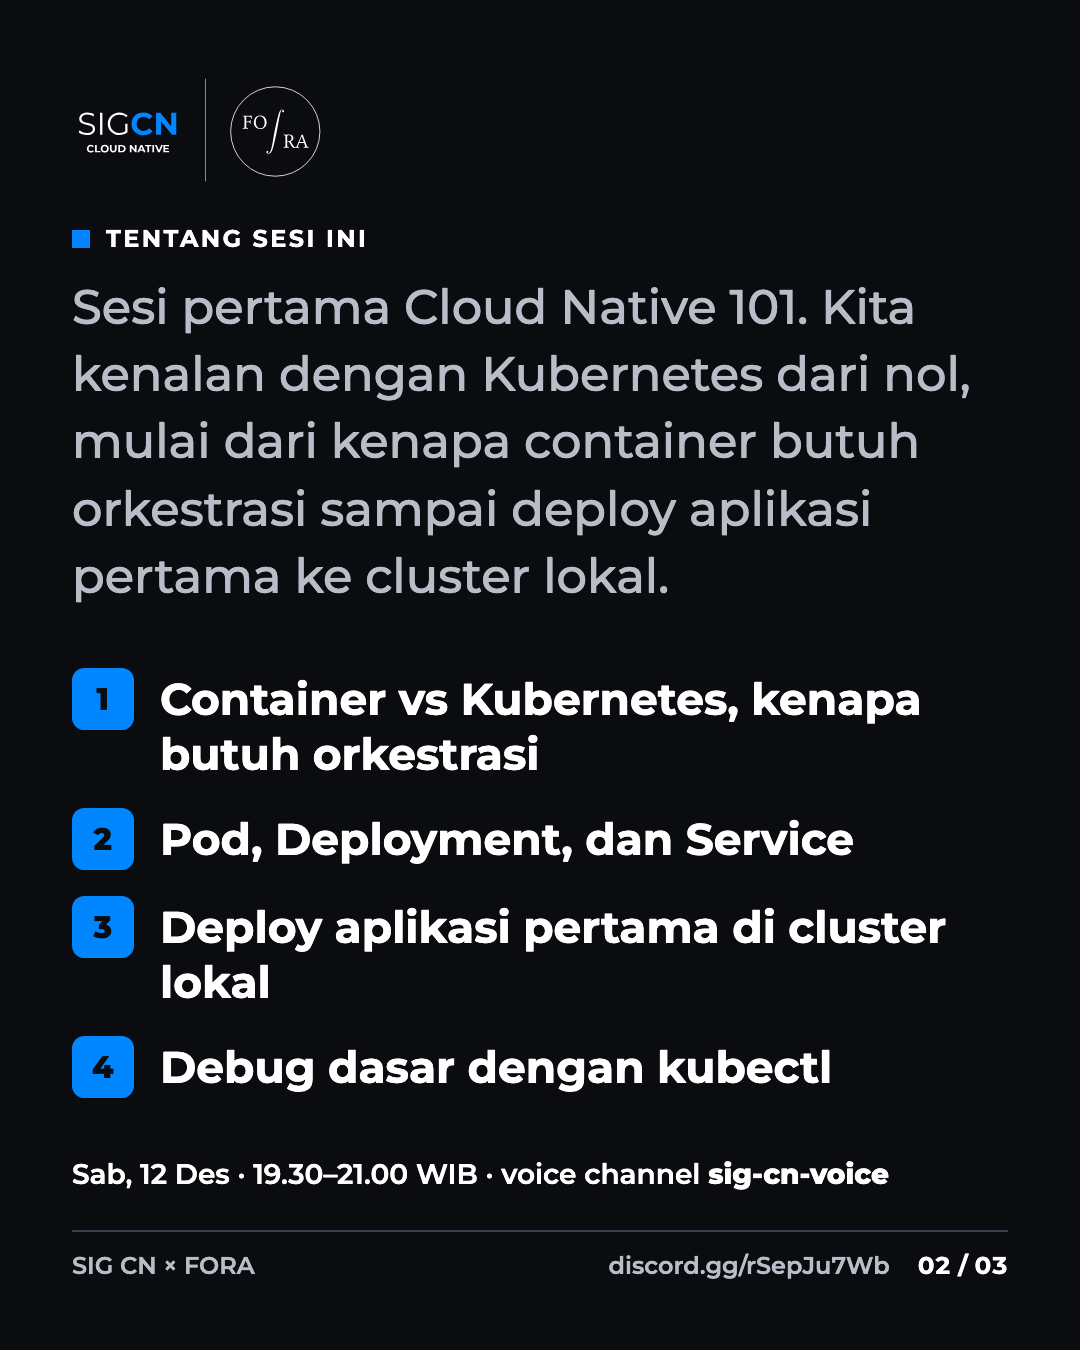 SIGCN
CLOUD NATIVE
FO RA
TENTANG SESI INI
Sesi pertama Cloud Native 101. Kita
kenalan dengan Kubernetes dari nol,
mulai dari kenapa container butuh
orkestrasi sampai deploy aplikasi
pertama ke cluster lokal.
1 Container vs Kubernetes, kenapa
butuh orkestrasi
2 Pod, Deployment, dan Service
3 Deploy aplikasi pertama di cluster
lokal
4 Debug dasar dengan kubectl
Sab, 12 Des · 19.30–21.00 WIB · voice channel sig-cn-voice
SIG CN × FORA discord.gg/rSepJu7Wb 02 / 03